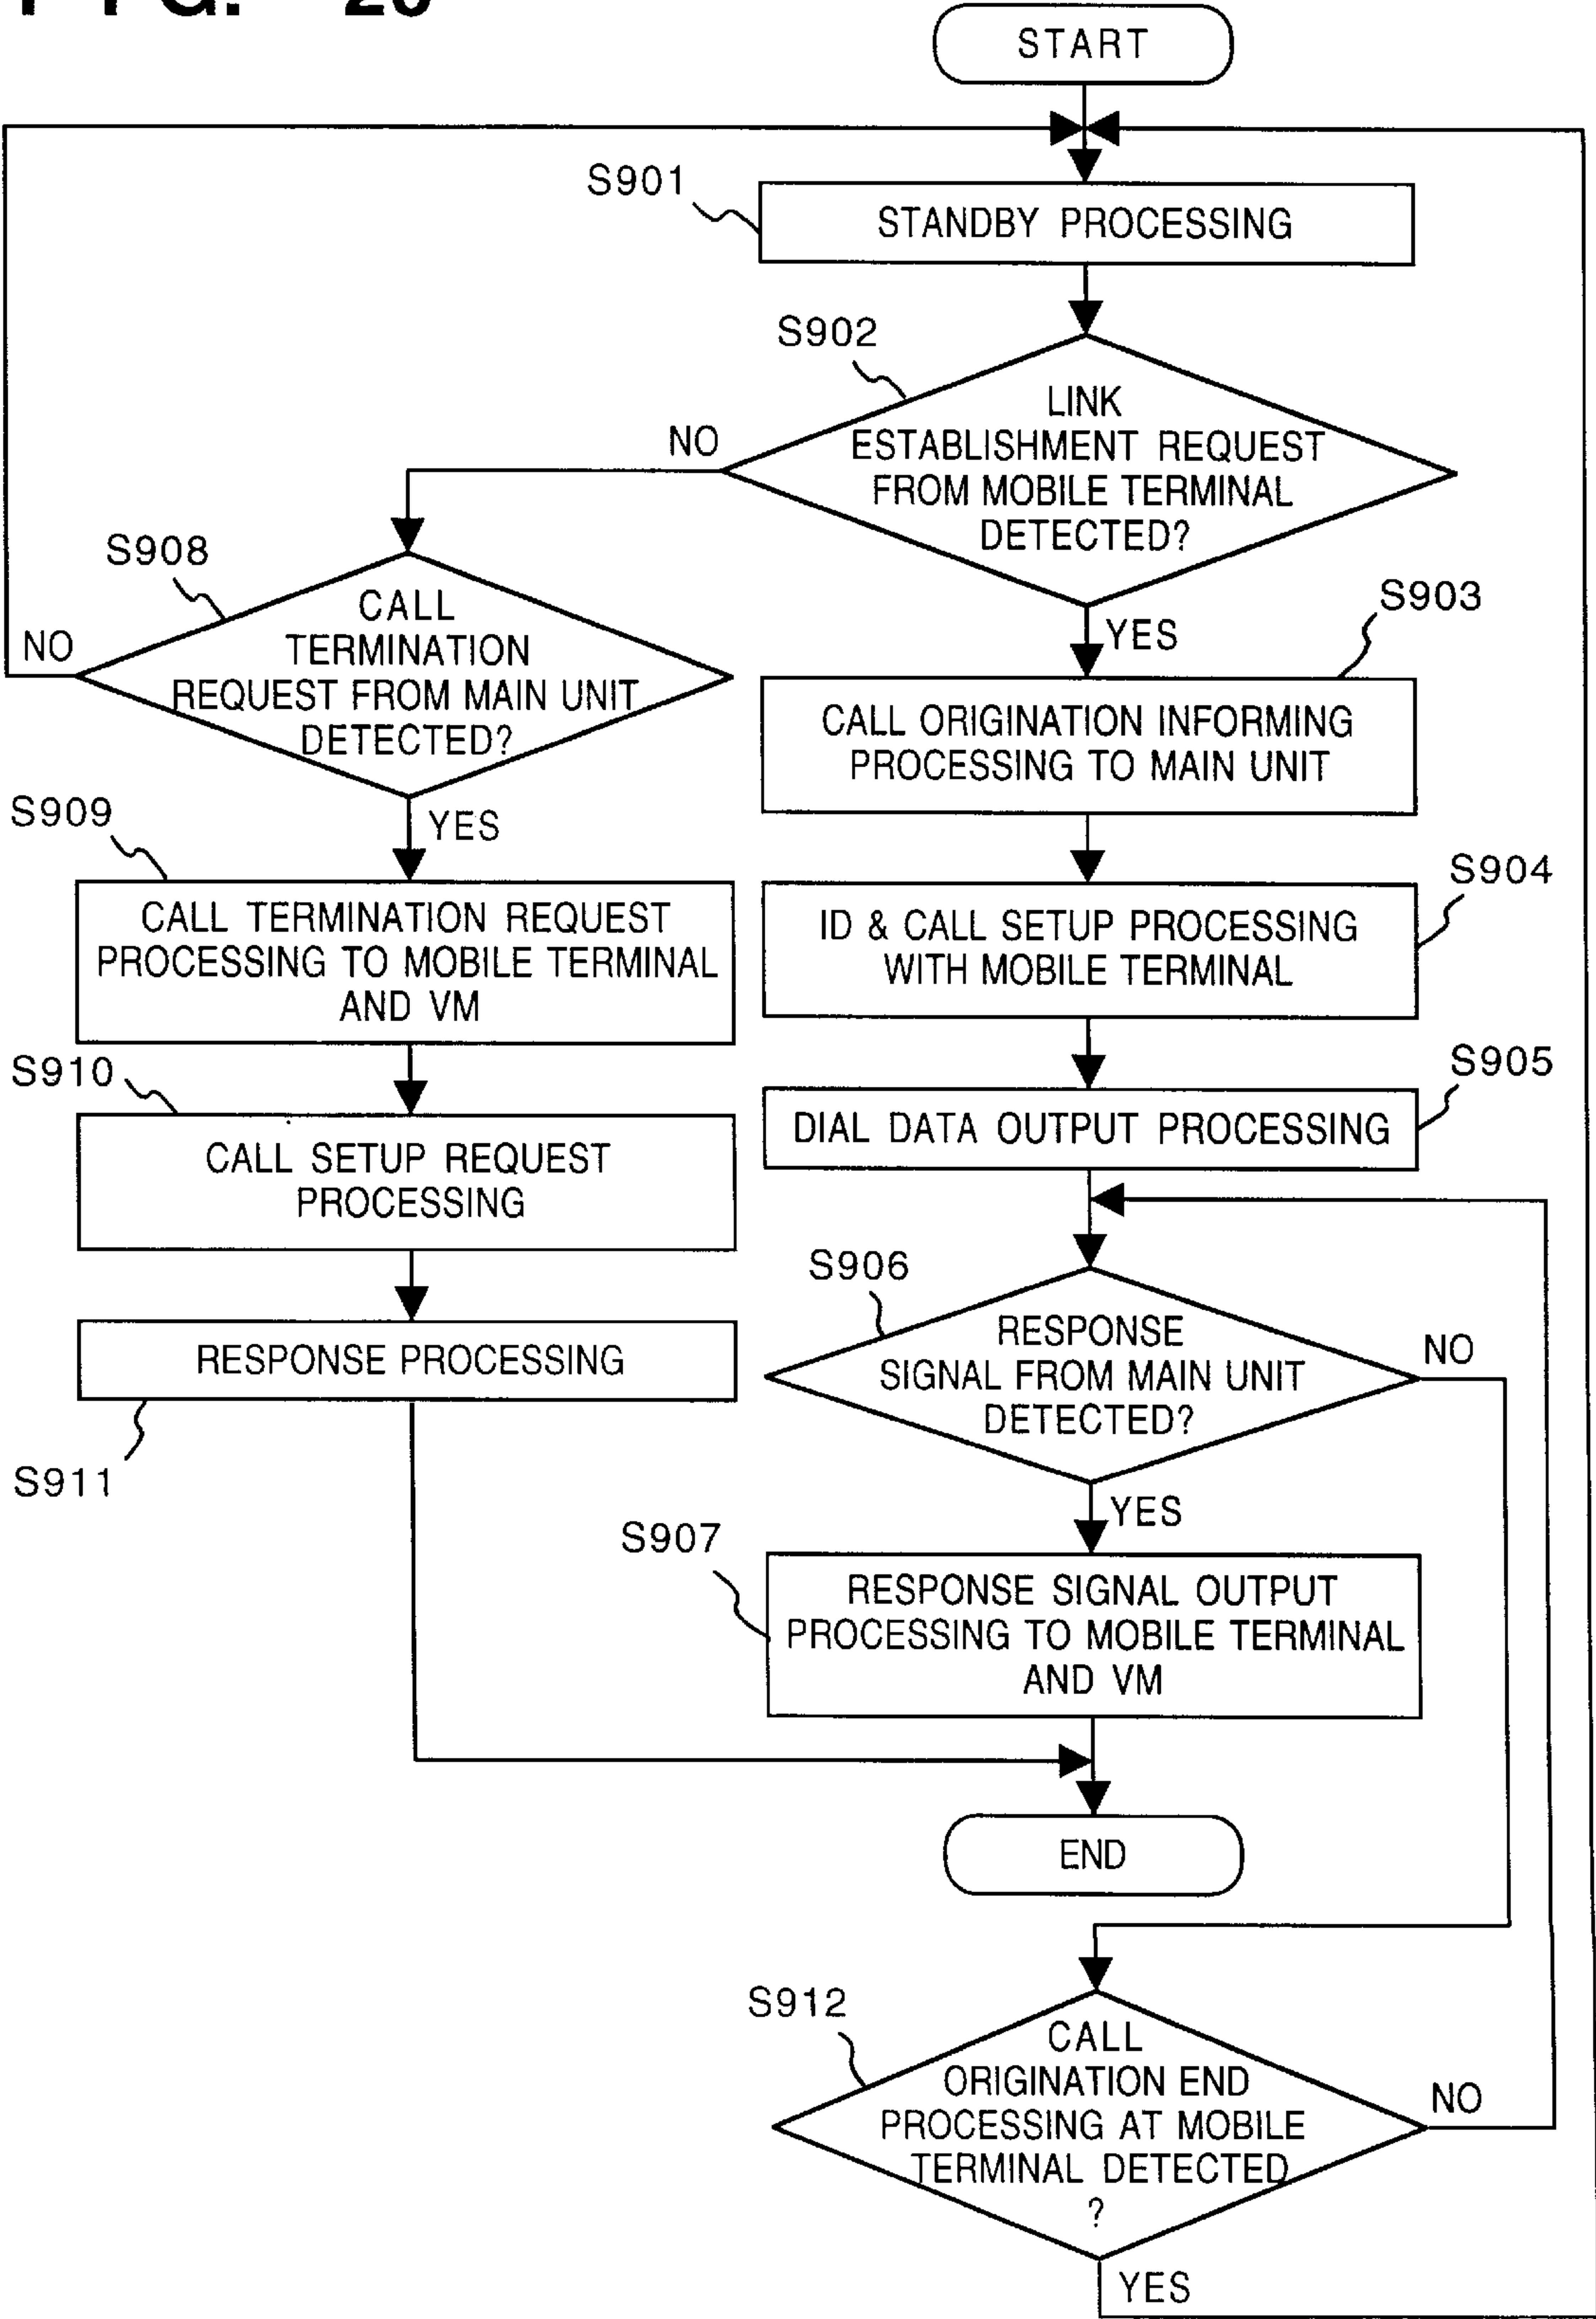 FIG. 20
START
S901
STANDBY PROCESSING
S902
LINK
ESTABLISHMENT REQUEST
FROM MOBILE TERMINAL
DETECTED?
NO
YES
S908
CALL
TERMINATION
REQUEST FROM MAIN UNIT
DETECTED?
NO
YES
S903
CALL ORIGINATION INFORMING
PROCESSING TO MAIN UNIT
S909
CALL TERMINATION REQUEST
PROCESSING TO MOBILE TERMINAL
AND VM
S904
ID & CALL SETUP PROCESSING
WITH MOBILE TERMINAL
S910
CALL SETUP REQUEST
PROCESSING
S905
DIAL DATA OUTPUT PROCESSING
S911
RESPONSE PROCESSING
S906
RESPONSE
SIGNAL FROM MAIN UNIT
DETECTED?
NO
YES
S907
RESPONSE SIGNAL OUTPUT
PROCESSING TO MOBILE TERMINAL
AND VM
END
S912
CALL
ORIGINATION END
PROCESSING AT MOBILE
TERMINAL DETECTED
?
NO
YES